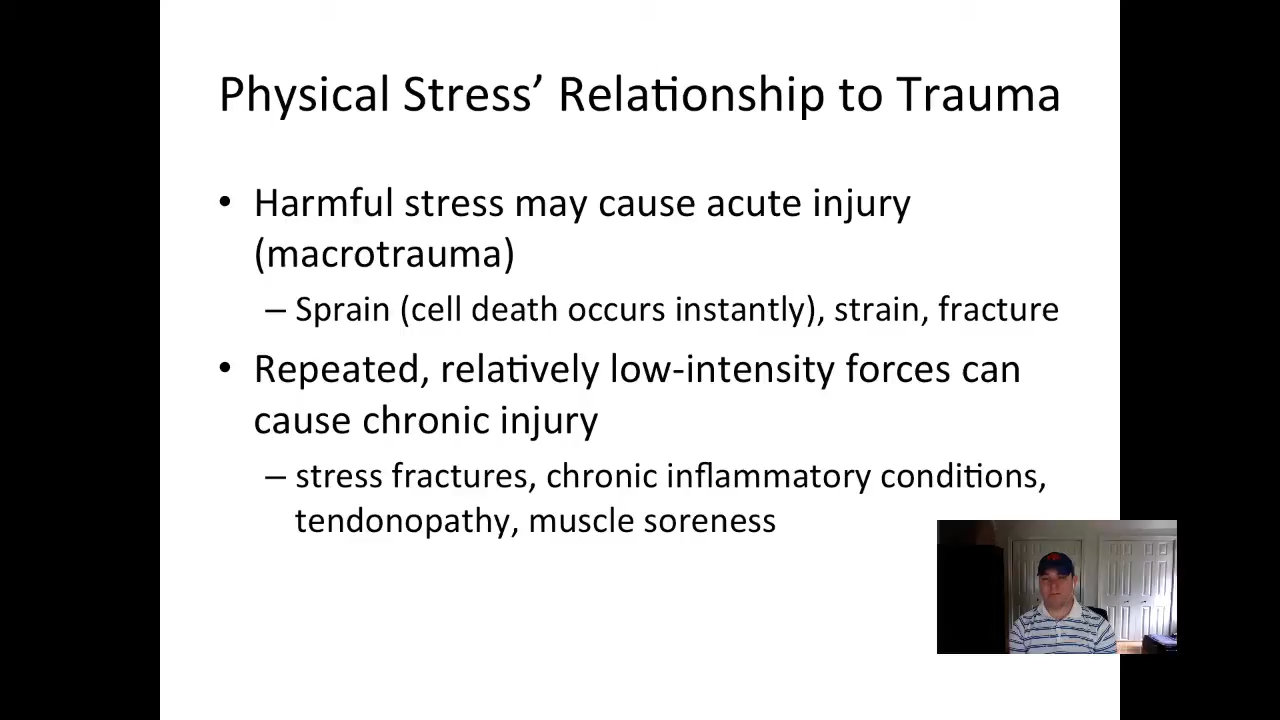 Physical Stress’ Relationship to Trauma
• Harmful stress may cause acute injury
(macrotrauma)
– Sprain (cell death occurs instantly), strain, fracture
• Repeated, relatively low-intensity forces can
cause chronic injury
– stress fractures, chronic inflammatory conditions,
tendonopathy, muscle soreness